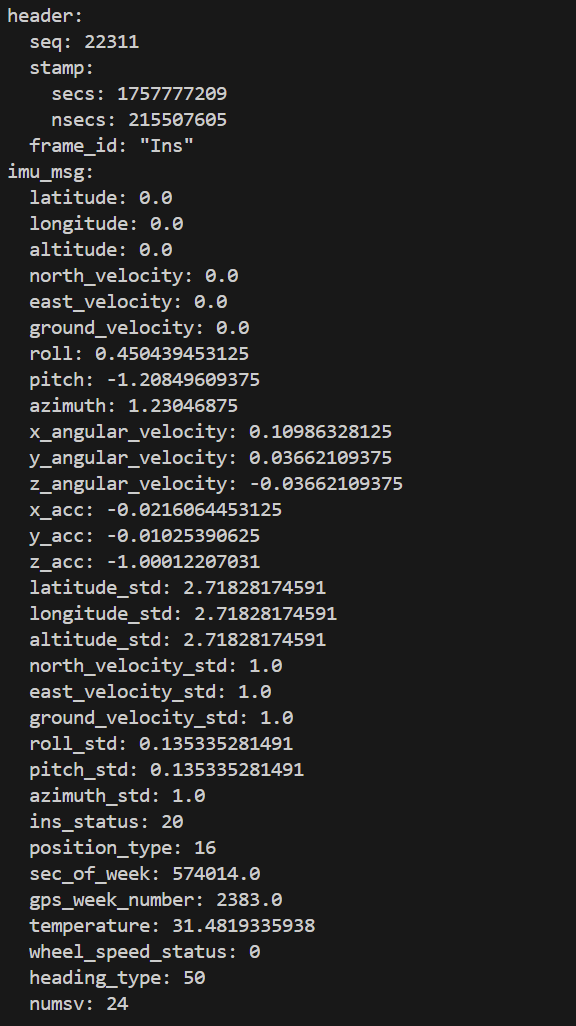 header:
  seq: 22311
  stamp:
    secs: 1757777209
    nsecs: 215507605
  frame_id: "Ins"
imu_msg:
  latitude: 0.0
  longitude: 0.0
  altitude: 0.0
  north_velocity: 0.0
  east_velocity: 0.0
  ground_velocity: 0.0
  roll: 0.450439453125
  pitch: -1.20849609375
  azimuth: 1.23046875
  x_angular_velocity: 0.10986328125
  y_angular_velocity: 0.03662109375
  z_angular_velocity: -0.03662109375
  x_acc: -0.0216064453125
  y_acc: -0.01025390625
  z_acc: -1.00012207031
  latitude_std: 2.71828174591
  longitude_std: 2.71828174591
  altitude_std: 2.71828174591
  north_velocity_std: 1.0
  east_velocity_std: 1.0
  ground_velocity_std: 1.0
  roll_std: 0.135335281491
  pitch_std: 0.135335281491
  azimuth_std: 1.0
  ins_status: 20
  position_type: 16
  sec_of_week: 574014.0
  gps_week_number: 2383.0
  temperature: 31.4819335938
  wheel_speed_status: 0
  heading_type: 50
  numsv: 24